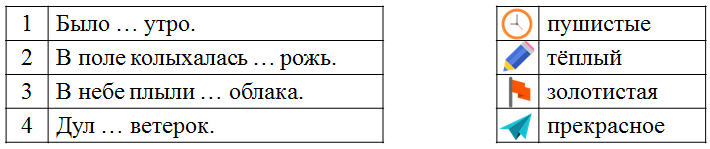 1 Было … утро.
2 В поле колыхалась … рожь.
3 В небе плыли … облака.
4 Дул … ветерок.
пушистые
тёплый
золотистая
прекрасное